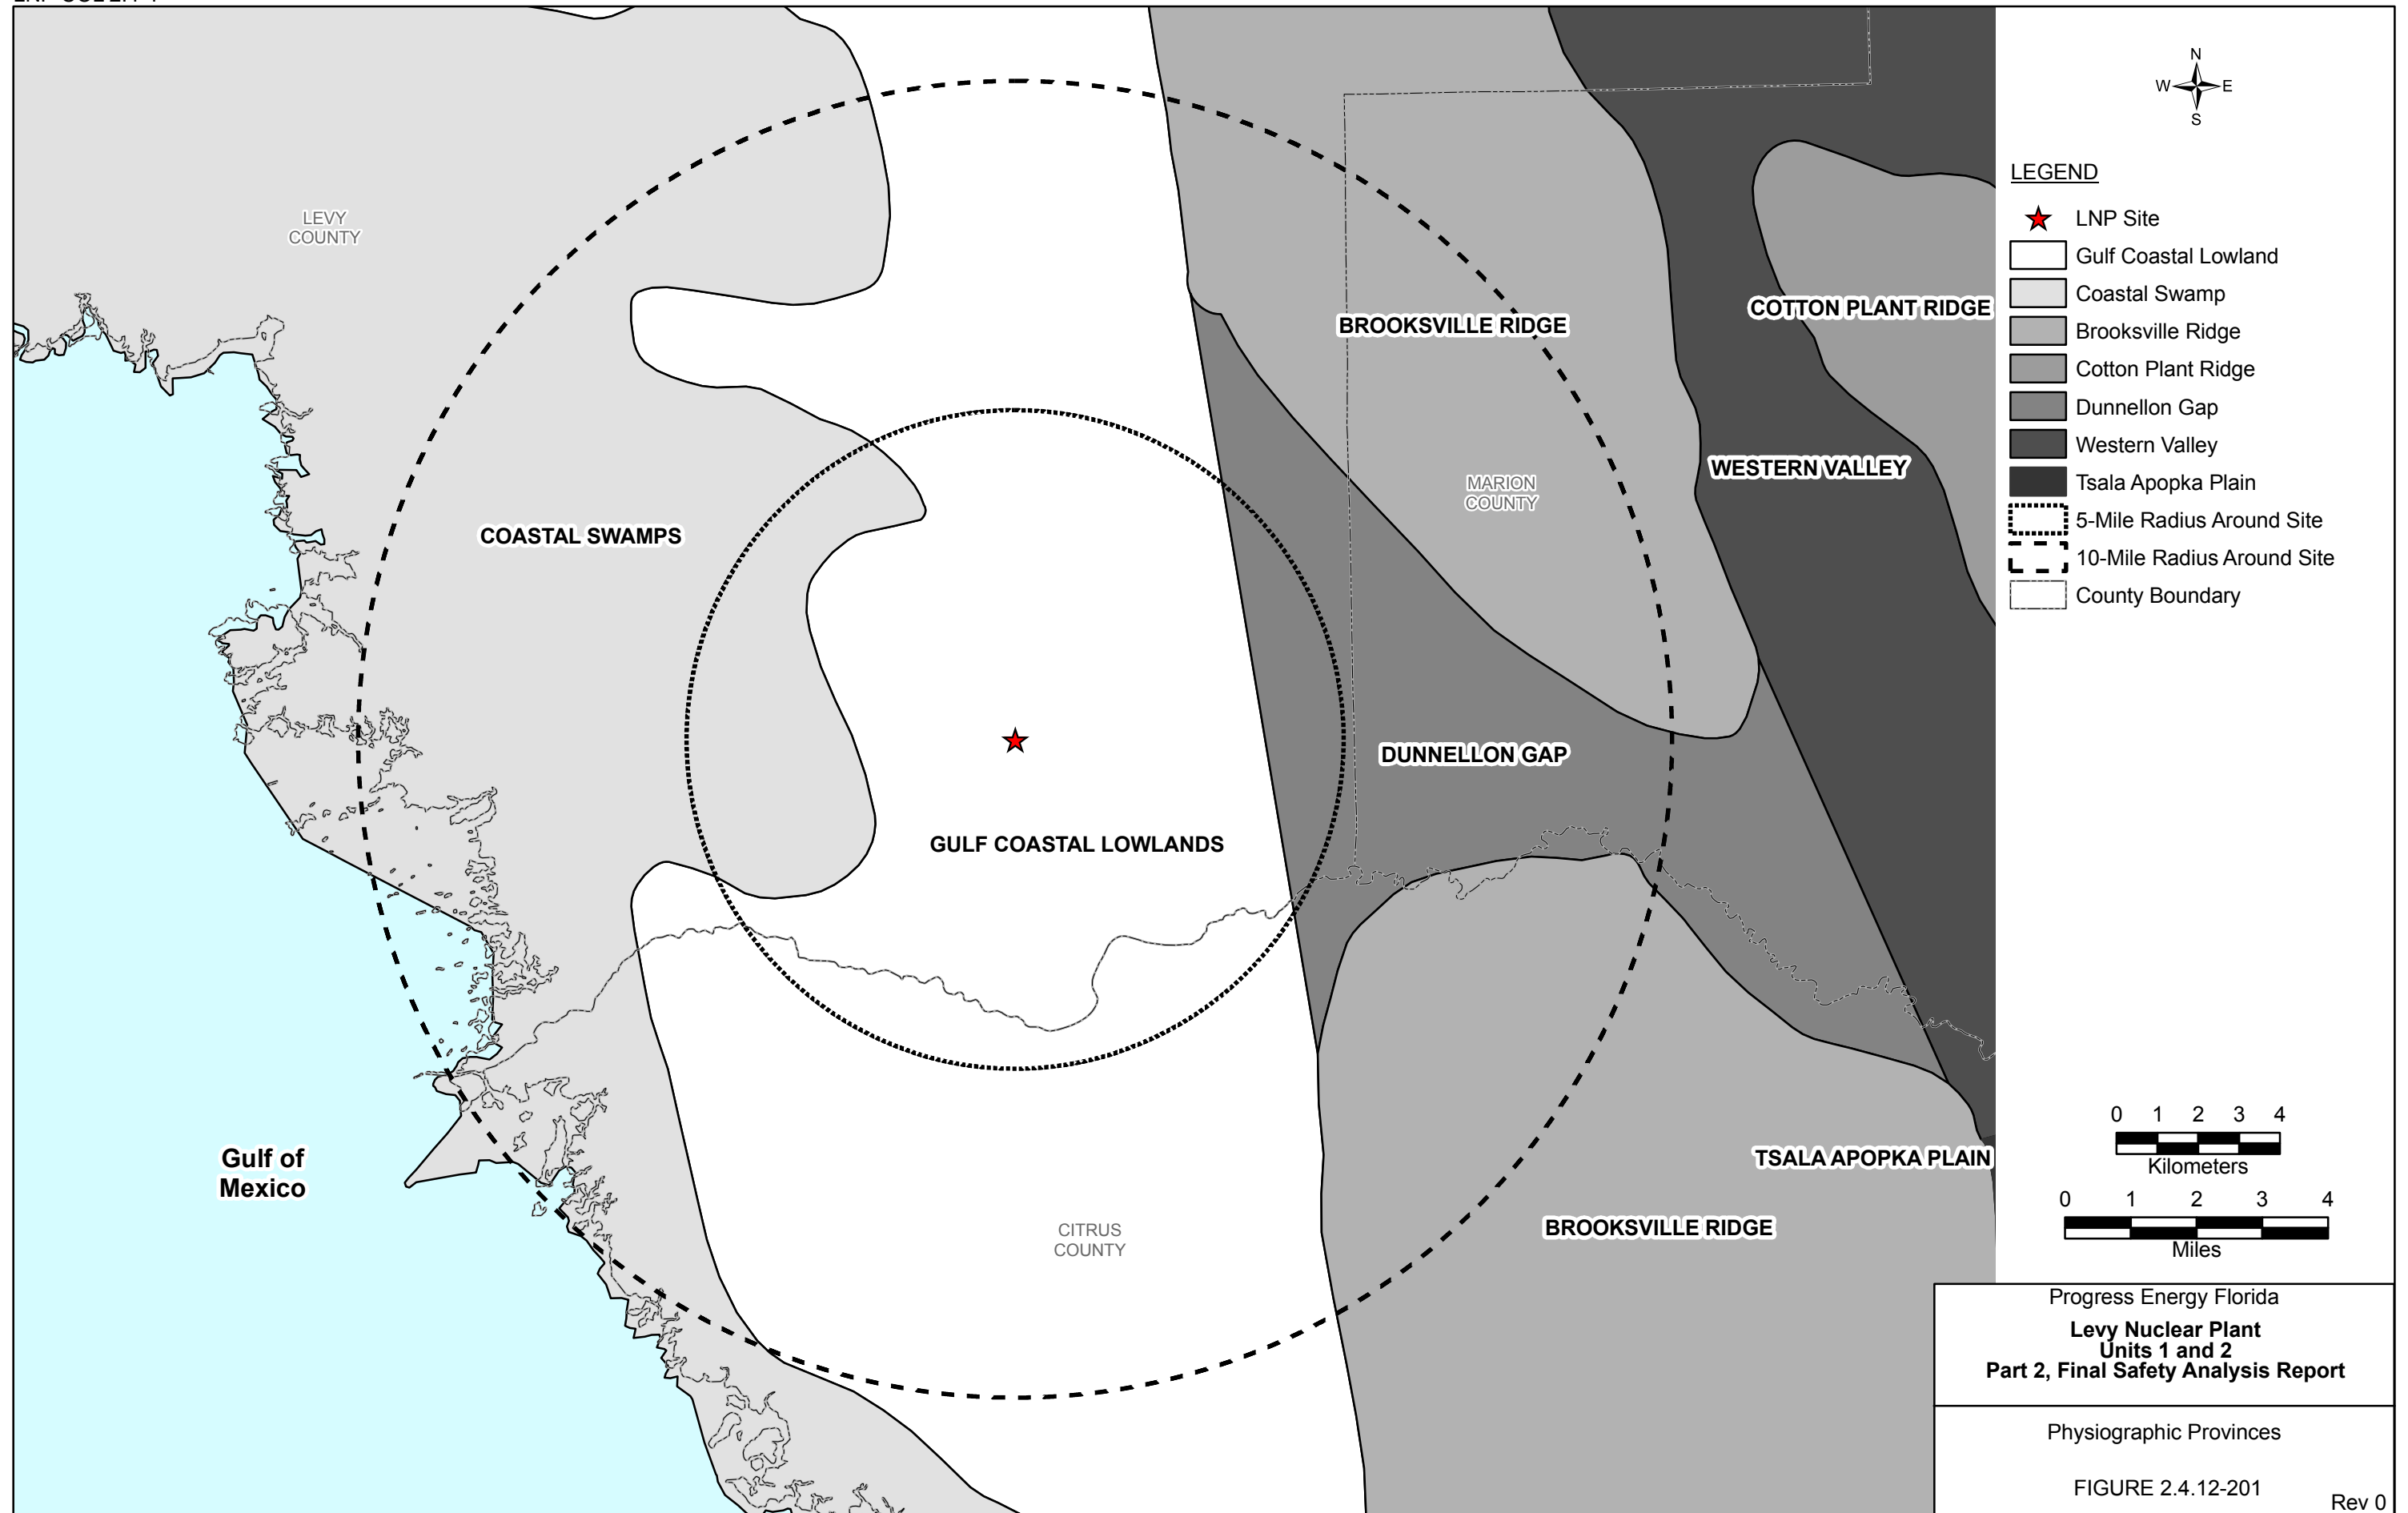 N
W E
S
LEGEND
LNP Site
Gulf Coastal Lowland
Coastal Swamp
Brooksville Ridge
Cotton Plant Ridge
Dunnellon Gap
Western Valley
Tsala Apopka Plain
5-Mile Radius Around Site
10-Mile Radius Around Site
County Boundary
LEVY
COUNTY
BROOKSVILLE RIDGE
COTTON PLANT RIDGE
WESTERN VALLEY
MARION
COUNTY
COASTAL SWAMPS
DUNNELLON GAP
GULF COASTAL LOWLANDS
Gulf of
Mexico
TSALA APOPKA PLAIN
BROOKSVILLE RIDGE
CITRUS
COUNTY
0 1 2 3 4
Kilometers
0 1 2 3 4
Miles
Progress Energy Florida
Levy Nuclear Plant
Units 1 and 2
Part 2, Final Safety Analysis Report
Physiographic Provinces
FIGURE 2.4.12-201
Rev 0